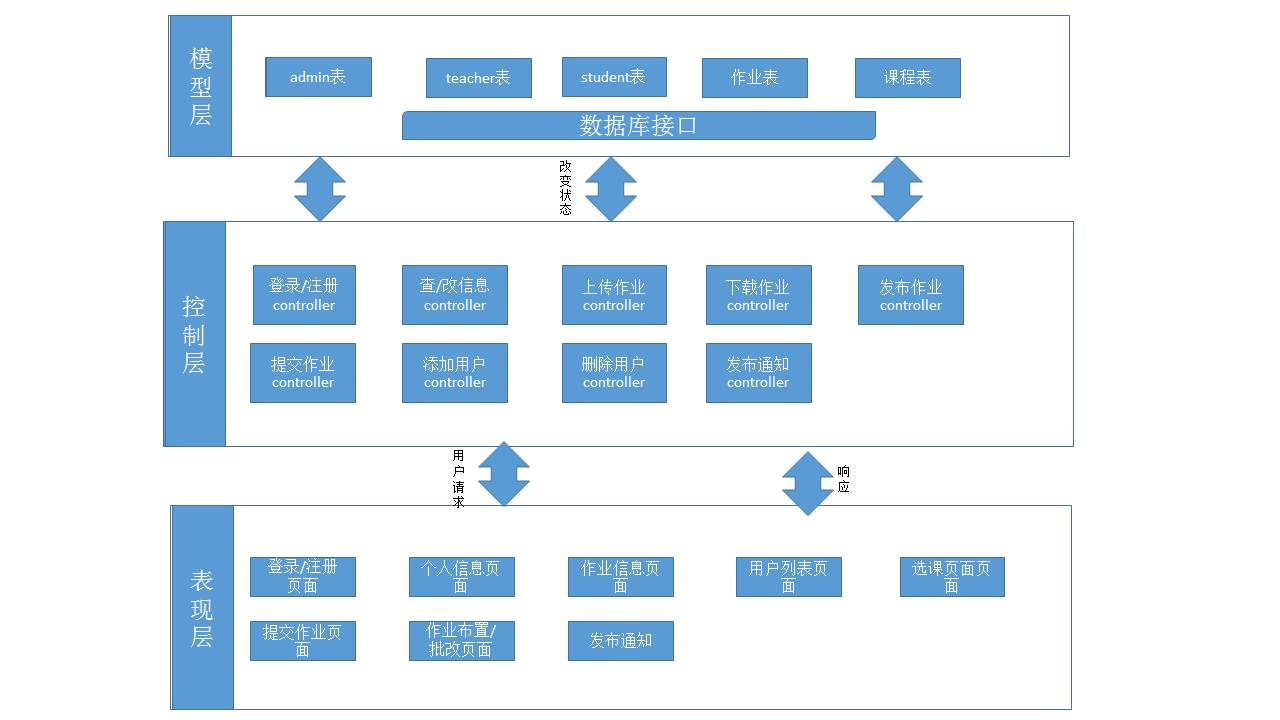 模型层
admin表
teacher表
student表
作业表
课程表
数据库接口
改变状态
控制层
登录/注册
controller
查/改信息
controller
上传作业
controller
下载作业
controller
发布作业
controller
提交作业
controller
添加用户
controller
删除用户
controller
发布通知
controller
用户请求
响应
表现层
登录/注册
页面
个人信息页
面
作业信息页
面
用户列表页
面
选课页面页
面
提交作业页
面
作业布置/
批改页面
发布通知